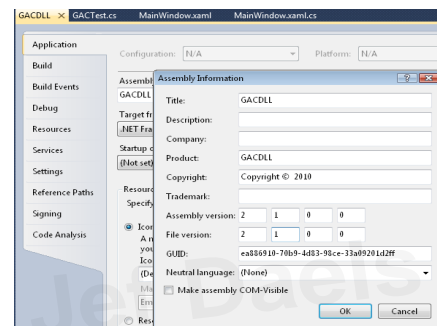 GACDLL GACTest.cs MainWindow.xaml MainWindow.xaml.cs
Application
Configuration: N/A Platform: N/A
Build
Build Events
Debug
Resources
Services
Settings
Reference Paths
Signing
Code Analysis
Assembl
GACDLL
Target fr
.NET Fra
Startup o
(Not set)
Resourc
Specify
Icon
A m
you
Ico
(De
Ma
Em
Reso
Assembly Information
Title: GACDLL
Description:
Company:
Product: GACDLL
Copyright: Copyright © 2010
Trademark:
Assembly version: 2 1 0 0
File version: 2 1 0 0
GUID: ea886910-70b9-4d83-98ce-33a09201d2ff
Neutral language: (None)
Make assembly COM-Visible
OK Cancel
Jef Daels